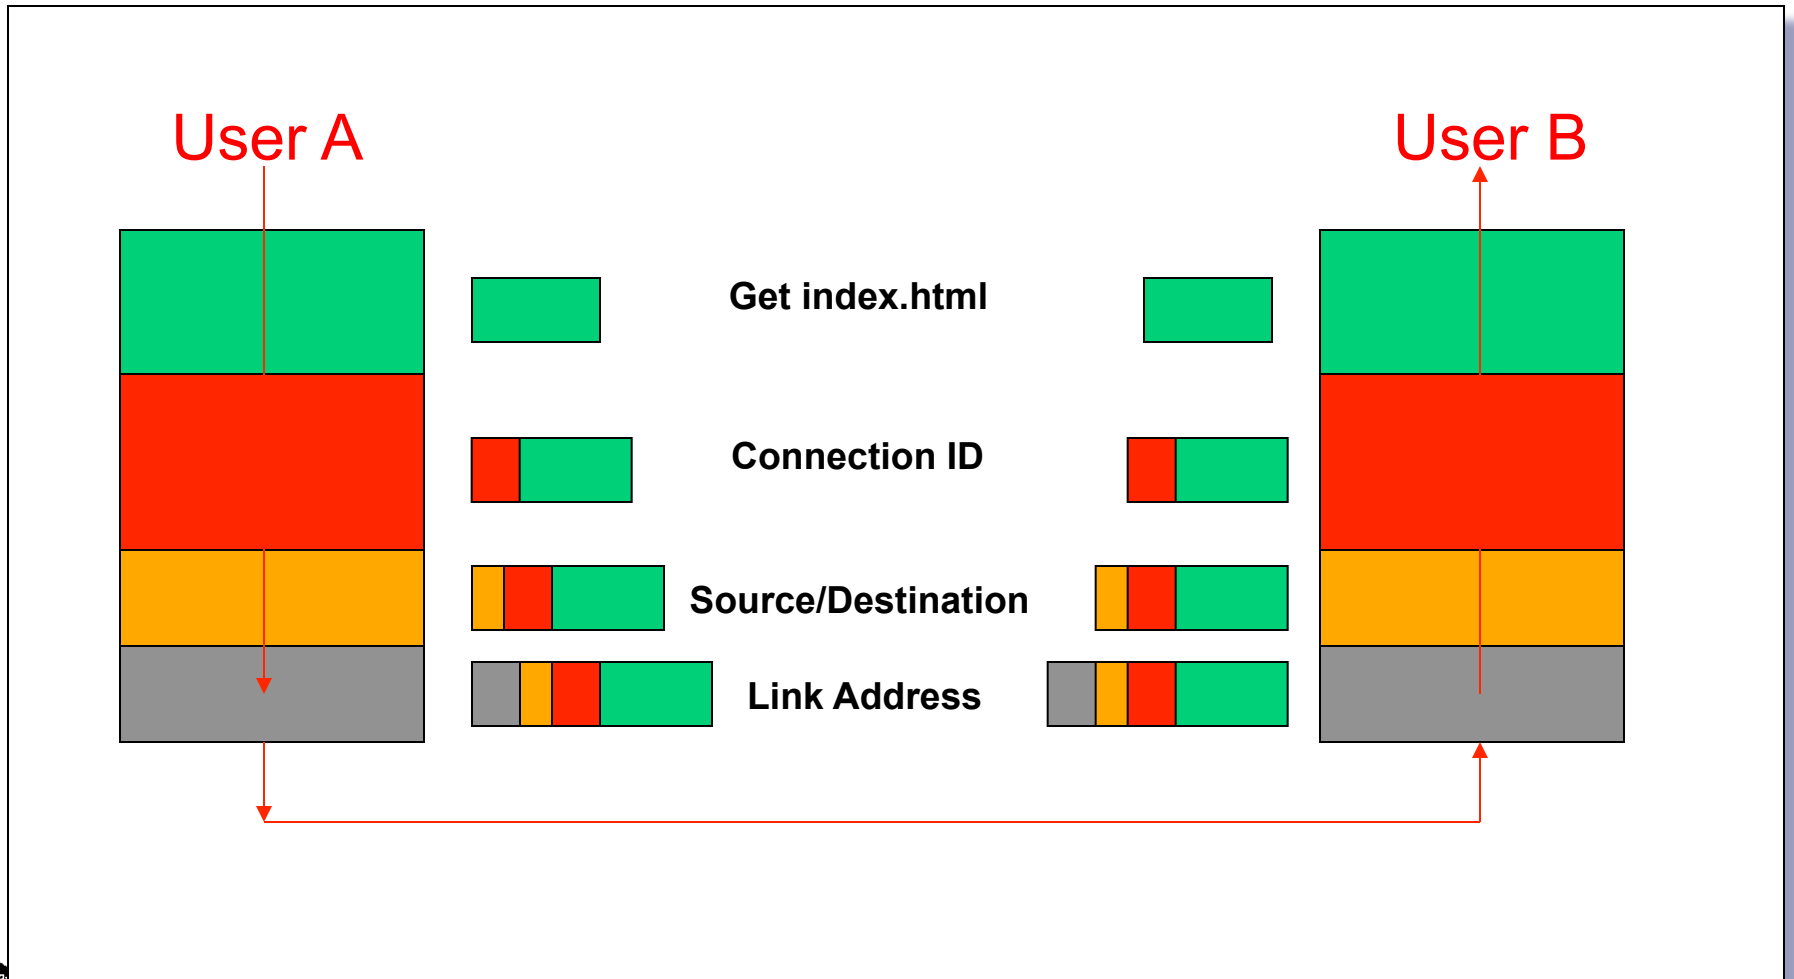 User A
User B
Get index.html
Connection ID
Source/Destination
Link Address